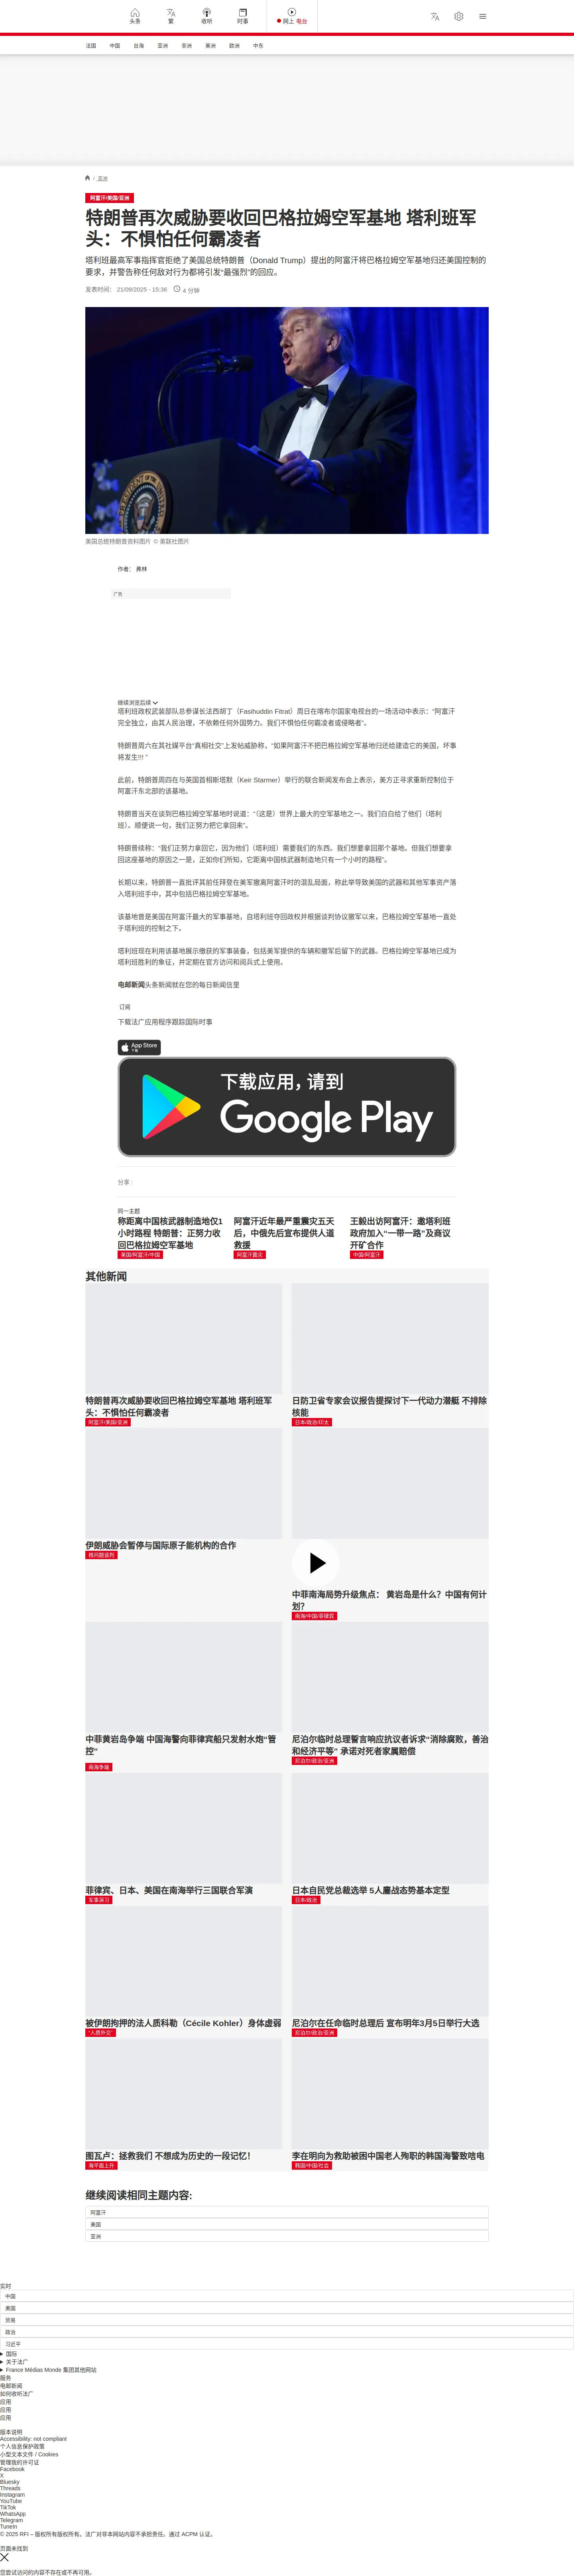 头条
繁
收听
时事
网上 电台
法国
中国
台海
亚洲
非洲
美洲
欧洲
中东
/ 亚洲
阿富汗/美国/亚洲
特朗普再次威胁要收回巴格拉姆空军基地 塔利班军
头：不惧怕任何霸凌者
塔利班最高军事指挥官拒绝了美国总统特朗普（Donald Trump）提出的阿富汗将巴格拉姆空军基地归还美国控制的
要求，并警告称任何敌对行为都将引发“最强烈”的回应。
发表时间： 21/09/2025 - 15:36
4 分钟
美国总统特朗普资料图片 © 美联社图片
作者： 弗林
广告
继续浏览后续
塔利班政权武装部队总参谋长法西胡丁（Fasihuddin Fitrat）周日在喀布尔国家电视台的一场活动中表示：“阿富汗
完全独立，由其人民治理，不依赖任何外国势力。我们不惧怕任何霸凌者或侵略者”。
特朗普周六在其社媒平台“真相社交”上发帖威胁称，“如果阿富汗不把巴格拉姆空军基地归还给建造它的美国，坏事
将发生!!! ”
此前，特朗普周四在与英国首相斯塔默（Keir Starmer）举行的联合新闻发布会上表示，美方正寻求重新控制位于
阿富汗东北部的该基地。
特朗普当天在谈到巴格拉姆空军基地时说道：“（这是）世界上最大的空军基地之一。我们白白给了他们（塔利
班）。顺便说一句，我们正努力把它拿回来”。
特朗普续称：“我们正努力拿回它，因为他们（塔利班）需要我们的东西。我们想要拿回那个基地。但我们想要拿
回这座基地的原因之一是，正如你们所知，它距离中国核武器制造地只有一个小时的路程”。
长期以来，特朗普一直批评其前任拜登在美军撤离阿富汗时的混乱局面，称此举导致美国的武器和其他军事资产落
入塔利班手中，其中包括巴格拉姆空军基地。
该基地曾是美国在阿富汗最大的军事基地，自塔利班夺回政权并根据谈判协议撤军以来，巴格拉姆空军基地一直处
于塔利班的控制之下。
塔利班现在利用该基地展示缴获的军事装备，包括美军提供的车辆和撤军后留下的武器。巴格拉姆空军基地已成为
塔利班胜利的象征，并定期在官方访问和阅兵式上使用。
电邮新闻头条新闻就在您的每日新闻信里
订阅
下载法广应用程序跟踪国际时事
App Store
下载
下载应用，请到
Google Play
分享 :
同一主题
称距离中国核武器制造地仅1
小时路程 特朗普：正努力收
回巴格拉姆空军基地
美国/阿富汗/中国
阿富汗近年最严重震灾五天
后，中俄先后宣布提供人道
救援
阿富汗震灾
王毅出访阿富汗：邀塔利班
政府加入“一带一路”及商议
开矿合作
中国/阿富汗
其他新闻
特朗普再次威胁要收回巴格拉姆空军基地 塔利班军
头：不惧怕任何霸凌者
阿富汗/美国/亚洲
日防卫省专家会议报告提探讨下一代动力潜艇 不排除
核能
日本/政治/印太
伊朗威胁会暂停与国际原子能机构的合作
核问题谈判
中菲南海局势升级焦点： 黄岩岛是什么？中国有何计
划？
南海/中国/菲律宾
中菲黄岩岛争端 中国海警向菲律宾船只发射水炮“管
控”
南海争端
尼泊尔临时总理誓言响应抗议者诉求“消除腐败，善治
和经济平等” 承诺对死者家属赔偿
尼泊尔/政治/亚洲
菲律宾、日本、美国在南海举行三国联合军演
军事演习
日本自民党总裁选举 5人鏖战态势基本定型
日本/政治
被伊朗拘押的法人质科勒（Cécile Kohler）身体虚弱
“人质外交”
尼泊尔在任命临时总理后 宣布明年3月5日举行大选
尼泊尔/政治/亚洲
图瓦卢：拯救我们 不想成为历史的一段记忆！
海平面上升
李在明向为救助被困中国老人殉职的韩国海警致唁电
韩国/中国/社会
继续阅读相同主题内容:
阿富汗
美国
亚洲
实时
中国
美国
贸易
政治
习近平
国际
关于法广
France Médias Monde 集团其他网站
服务
电邮新闻
如何收听法广
应用
应用
应用
版本说明
Accessibility: not compliant
个人信息保护政策
小型文本文件 / Cookies
管理我的许可证
Facebook
X
Bluesky
Threads
Instagram
YouTube
TikTok
WhatsApp
Telegram
TuneIn
© 2025 RFI – 版权所有版权所有。法广对非本网站内容不承担责任。通过 ACPM 认证。
页面未找到
您尝试访问的内容不存在或不再可用。